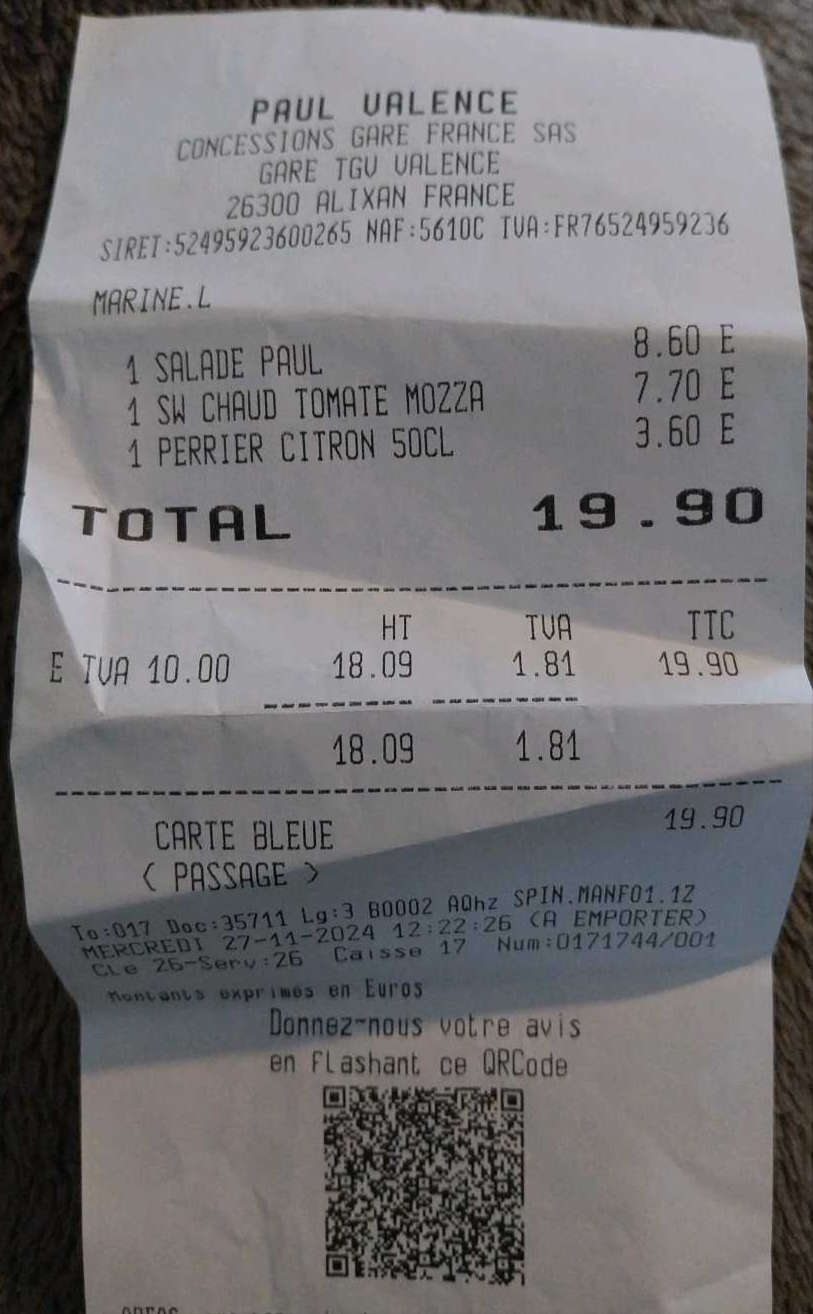 PAUL VALENCE
CONCESSIONS GARE FRANCE SAS
GARE TGV VALENCE
26300 ALIXAN FRANCE
SIRET:52495923600265 NAF:5610C TVA:FR76524959236
MARINE.L
1 SALADE PAUL 8.60 E
1 SW CHAUD TOMATE MOZZA 7.70 E
1 PERRIER CITRON 50CL 3.60 E
TOTAL 19.90
HT TVA TTC
E TVA 10.00 18.09 1.81 19.90
18.09 1.81
CARTE BLEUE 19.90
( PASSAGE )
To:017 Doc:35711 Lg:3 B0002 AQhz SPIN.MANF01.1Z
MERCREDI 27-11-2024 12:22:26 (A EMPORTER)
CLe 26-Serv:26 Caisse 17 Num:0171744/001
Montants exprimes en Euros
Donnez-nous votre avis
en flashant ce QRCode